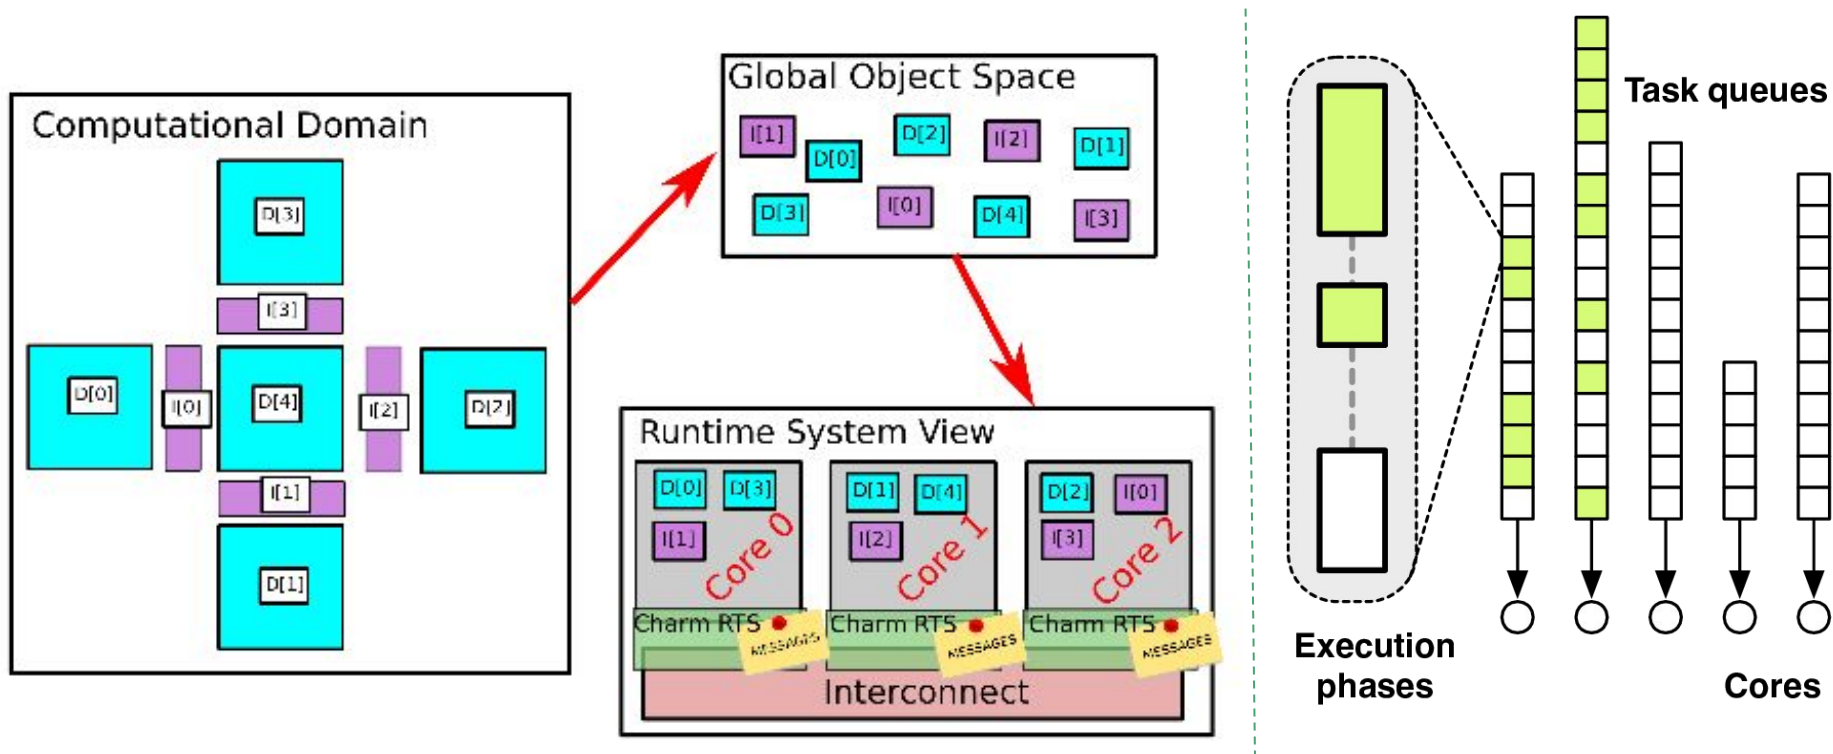 Computational Domain
D[3]
I[3]
D[0]
I[0]
D[4]
I[2]
D[2]
I[1]
D[1]
Global Object Space
I[1]
D[0]
D[2]
I[2]
D[1]
D[3]
I[0]
D[4]
I[3]
Runtime System View
D[0]
D[3]
I[1]
Core 0
D[1]
D[4]
I[2]
Core 1
D[2]
I[0]
I[3]
Core 2
Charm RTS
MESSAGES
Charm RTS
MESSAGES
Charm RTS
MESSAGES
Interconnect
Task queues
Execution
phases
Cores